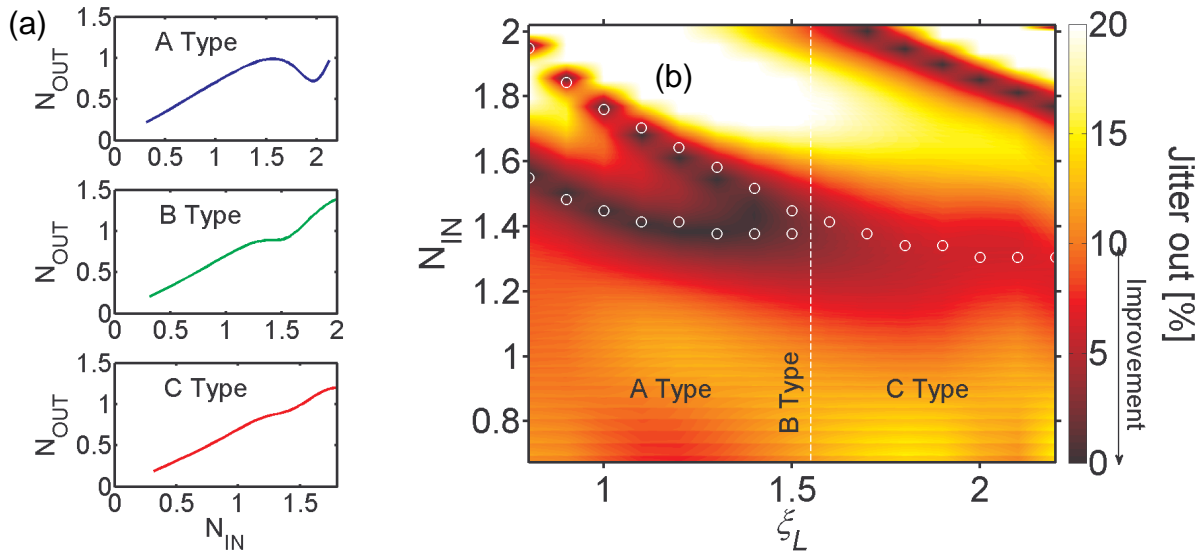 (a)
1.5
1
0.5
0
N_OUT
A Type
0 0.5 1 1.5 2
1.5
1
0.5
0
N_OUT
B Type
0 0.5 1 1.5 2
1.5
1
0.5
0
N_OUT
C Type
0 0.5 1 1.5
N_IN
(b)
2
1.8
1.6
1.4
1.2
1
0.8
N_IN
A Type
B Type
C Type
1 1.5 2
ξ_L
20
15
10
5
0
Improvement
Jitter out [%]